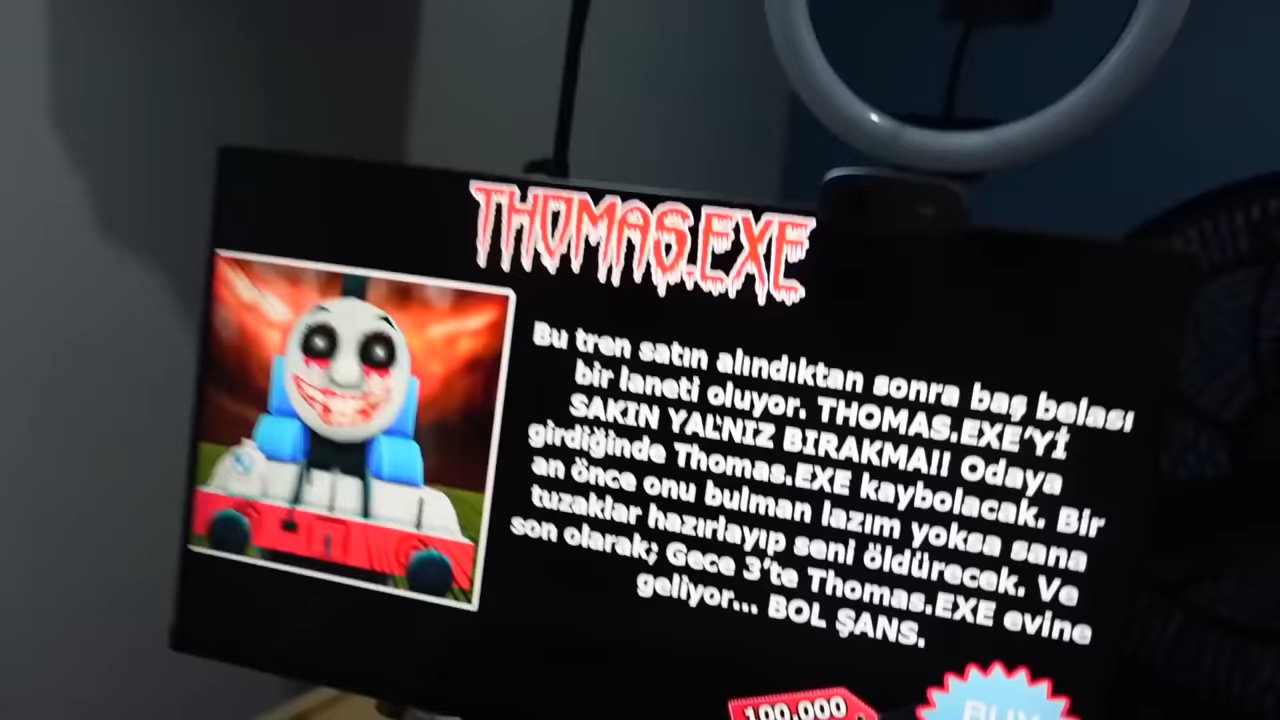 THOMAS.EXE
Bu tren satın alındıktan sonra baş belası
bir laneti oluyor. THOMAS.EXE'Yİ
SAKIN YALNIZ BIRAKMA!! Odaya
girdiğinde Thomas.EXE kaybolacak. Bir
an önce onu bulman lazım yoksa sana
tuzaklar hazırlayıp seni öldürecek. Ve
son olarak; Gece 3'te Thomas.EXE evine
geliyor... BOL ŞANS.
100,000
BUY